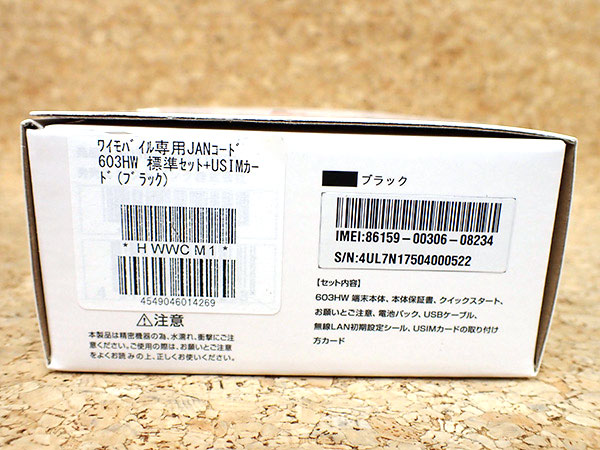 ﾜｲﾓﾊﾞｲﾙ専用JANｺｰﾄﾞ
603HW 標準ｾｯﾄ+USIMｶｰ
ﾄﾞ(ﾌﾞﾗｯｸ)
* HWWCM1 *
4549046014269
⚠注意
本製品は精密機器の為、水濡れ、衝撃にご注
意ください。ご使用の際は、お願いとご注意
をよくお読みの上、正しくお使いください。
ブラック
IMEI:86159-00306-08234
S/N:4UL7N17504000522
【セット内容】
603HW 端末本体、本体保証書、クイックスタート、
お願いとご注意、電池パック、USBケーブル、
無線LAN初期設定シール、USIMカードの取り付け
方カード